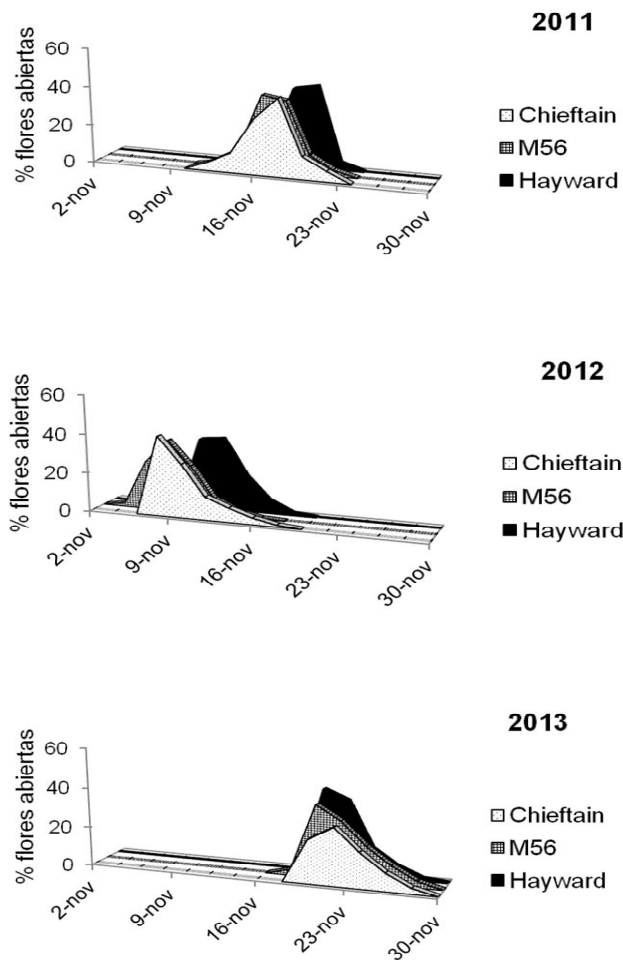 2011
60
40
20
0
% flores abiertas
2-nov
9-nov
16-nov
23-nov
30-nov
Chieftain
M56
Hayward
2012
60
40
20
0
% flores abiertas
2-nov
9-nov
16-nov
23-nov
30-nov
Chieftain
M56
Hayward
2013
60
40
20
0
% flores abiertas
2-nov
9-nov
16-nov
23-nov
30-nov
Chieftain
M56
Hayward